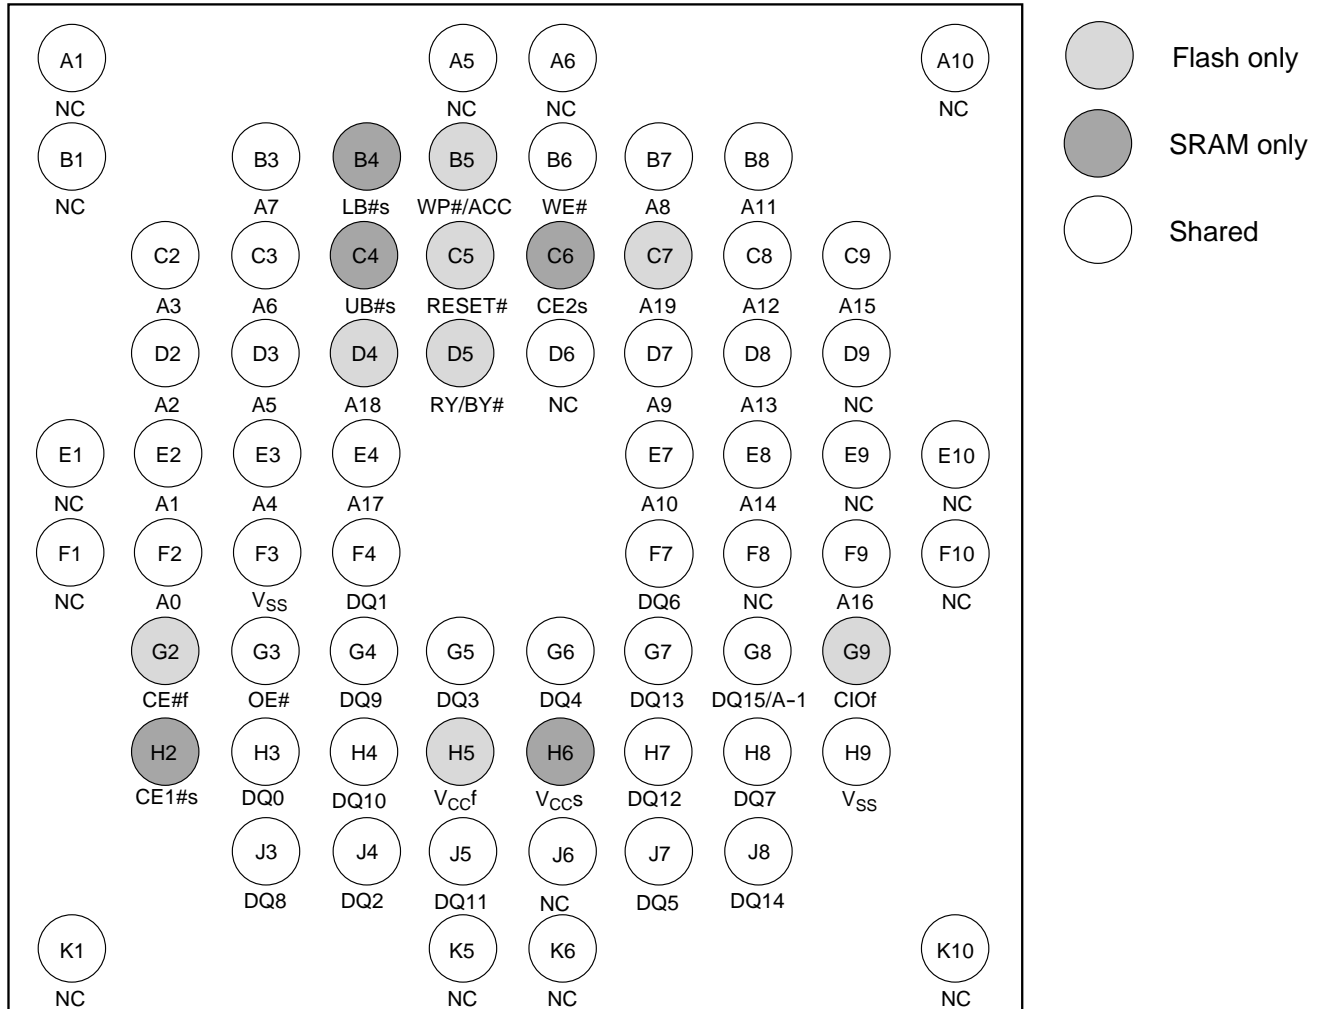 A1 A5 A6 A10 Flash only
NC NC NC NC
B1 B3 B4 B5 B6 B7 B8 SRAM only
NC A7 LB#s WP#/ACC WE# A8 A11
Shared
C2 C3 C4 C5 C6 C7 C8 C9
A3 A6 UB#s RESET# CE2s A19 A12 A15
D2 D3 D4 D5 D6 D7 D8 D9
A2 A5 A18 RY/BY# NC A9 A13 NC
E1 E2 E3 E4 E7 E8 E9 E10
NC A1 A4 A17 A10 A14 NC NC
F1 F2 F3 F4 F7 F8 F9 F10
NC A0 VSS DQ1 DQ6 NC A16 NC
G2 G3 G4 G5 G6 G7 G8 G9
CE#f OE# DQ9 DQ3 DQ4 DQ13 DQ15/A-1 CIOf
H2 H3 H4 H5 H6 H7 H8 H9
CE1#s DQ0 DQ10 VCCf VCCs DQ12 DQ7 VSS
J3 J4 J5 J6 J7 J8
DQ8 DQ2 DQ11 NC DQ5 DQ14
K1 K5 K6 K10
NC NC NC NC